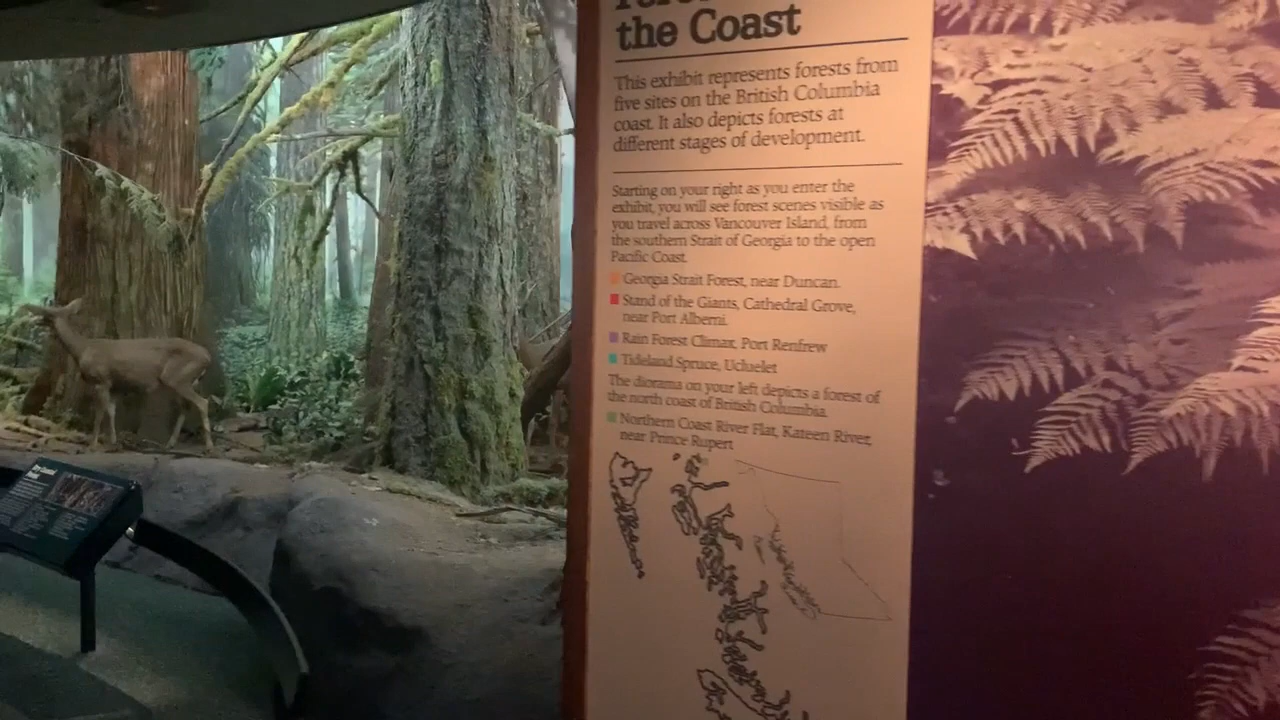 the Coast
This exhibit represents forests from
five sites on the British Columbia
coast. It also depicts forests at
different stages of development.
Starting on your right as you enter the
exhibit, you will see forest scenes visible as
you travel across Vancouver Island, from
the southern Strait of Georgia to the open
Pacific Coast.
Georgia Strait Forest, near Duncan.
Stand of the Giants, Cathedral Grove,
near Port Alberni.
Rain Forest Climax, Port Renfrew
Tideland Spruce, Ucluelet
The diorama on your left depicts a forest of
the north coast of British Columbia.
Northern Coast River Flat, Kateen River,
near Prince Rupert